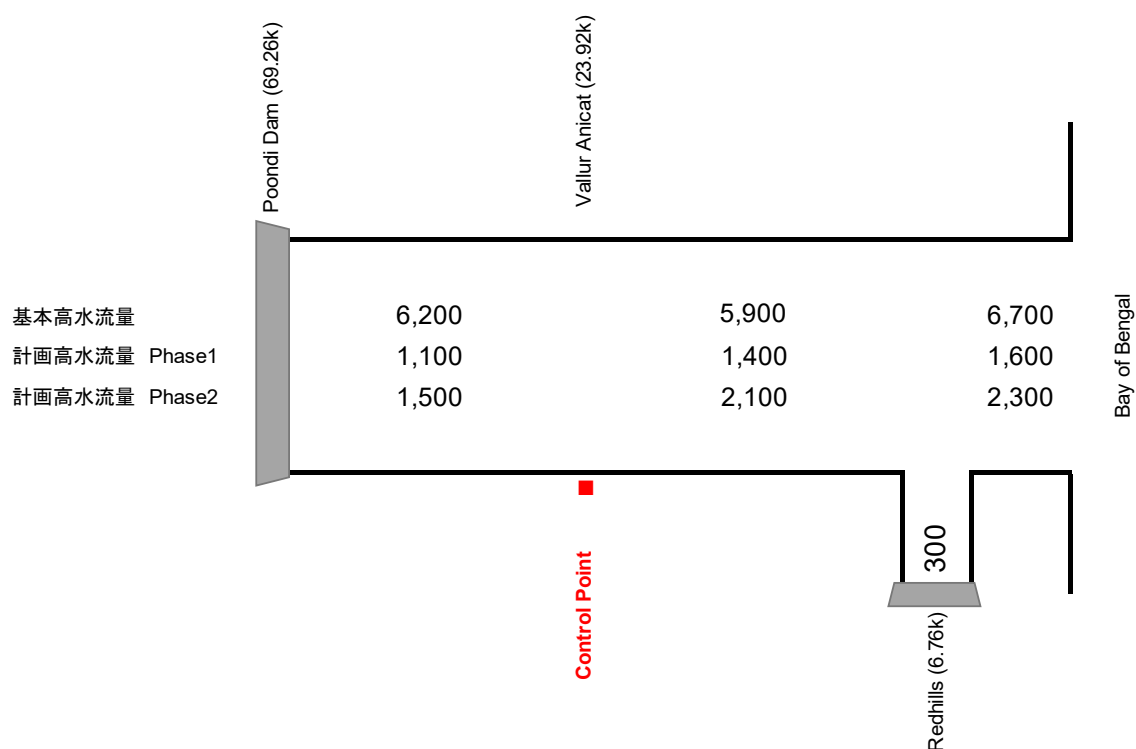 Poondi Dam (69.26k)
Vallur Anicat (23.92k)
基本高水流量 6,200 5,900 6,700
計画高水流量 Phase1 1,100 1,400 1,600
計画高水流量 Phase2 1,500 2,100 2,300
Bay of Bengal
Control Point
300
Redhills (6.76k)